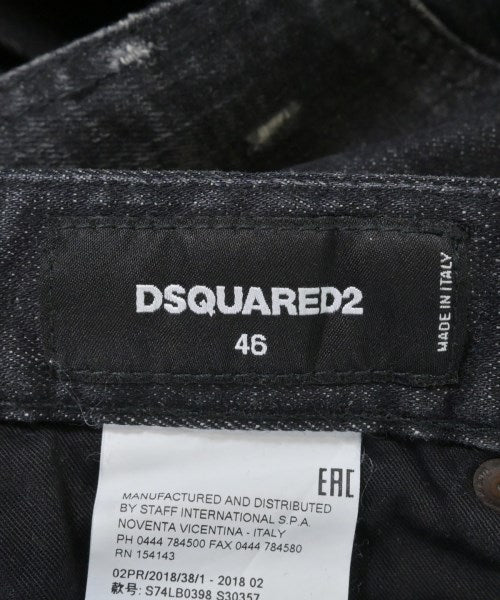 DSQUARED2
46
MADE IN ITALY
EAC
MANUFACTURED AND DISTRIBUTED
BY STAFF INTERNATIONAL S.P.A.
NOVENTA VICENTINA - ITALY
PH 0444 784500 FAX 0444 784580
RN 154143
02PR/2018/38/1 - 2018 02
款号: S74LB0398 S30357